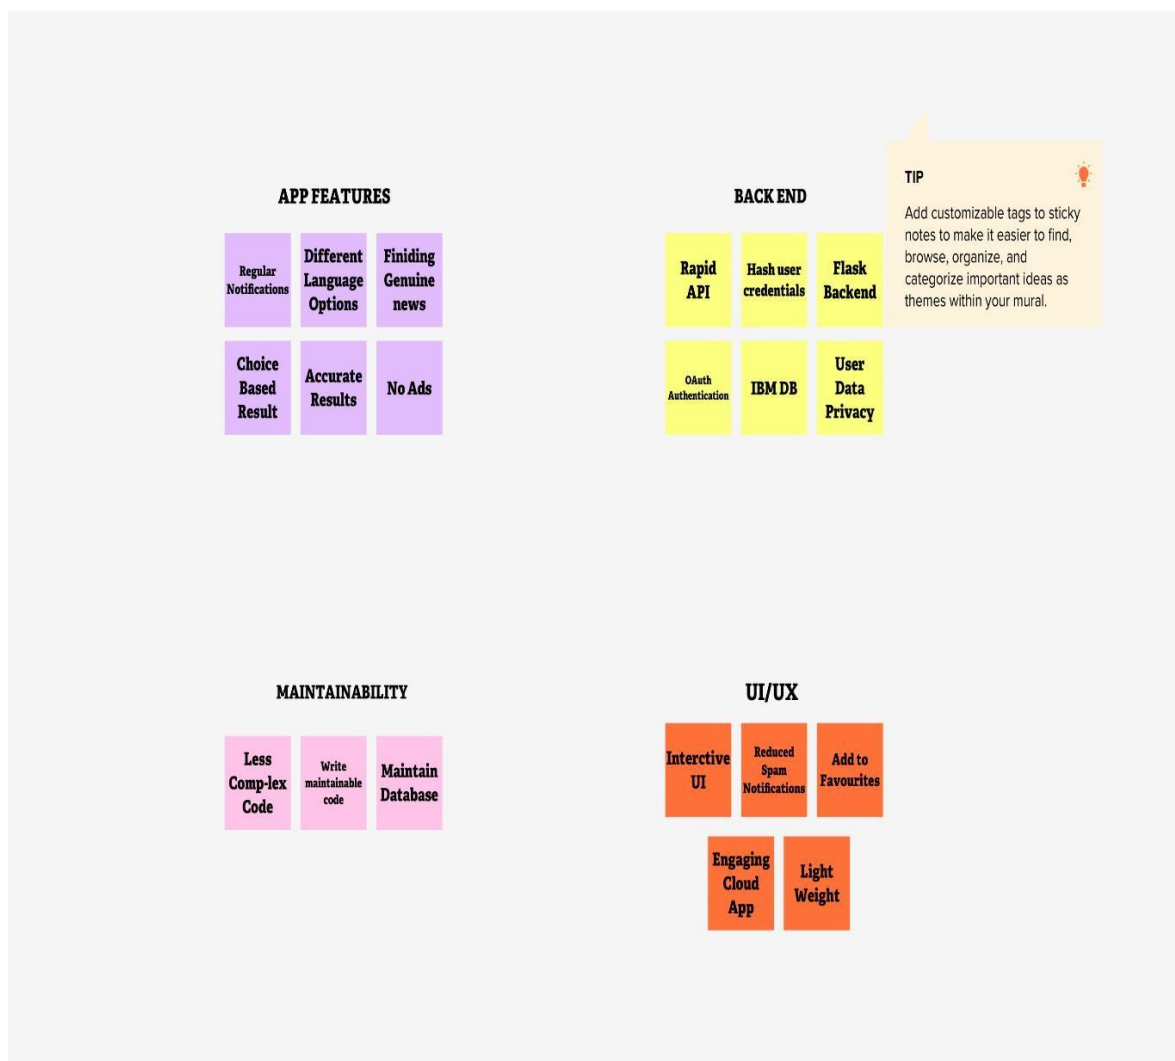 APP FEATURES
Regular
Notifications
Different
Language
Options
Finiding
Genuine
news
Choice
Based
Result
Accurate
Results
No Ads
BACK END
Rapid
API
Hash user
credentials
Flask
Backend
OAuth
Authentication
IBM DB
User
Data
Privacy
TIP
Add customizable tags to sticky
notes to make it easier to find,
browse, organize, and
categorize important ideas as
themes within your mural.
MAINTAINABILITY
Less
Comp-lex
Code
Write
maintainable
code
Maintain
Database
UI/UX
Interctive
UI
Reduced
Spam
Notifications
Add to
Favourites
Engaging
Cloud
App
Light
Weight